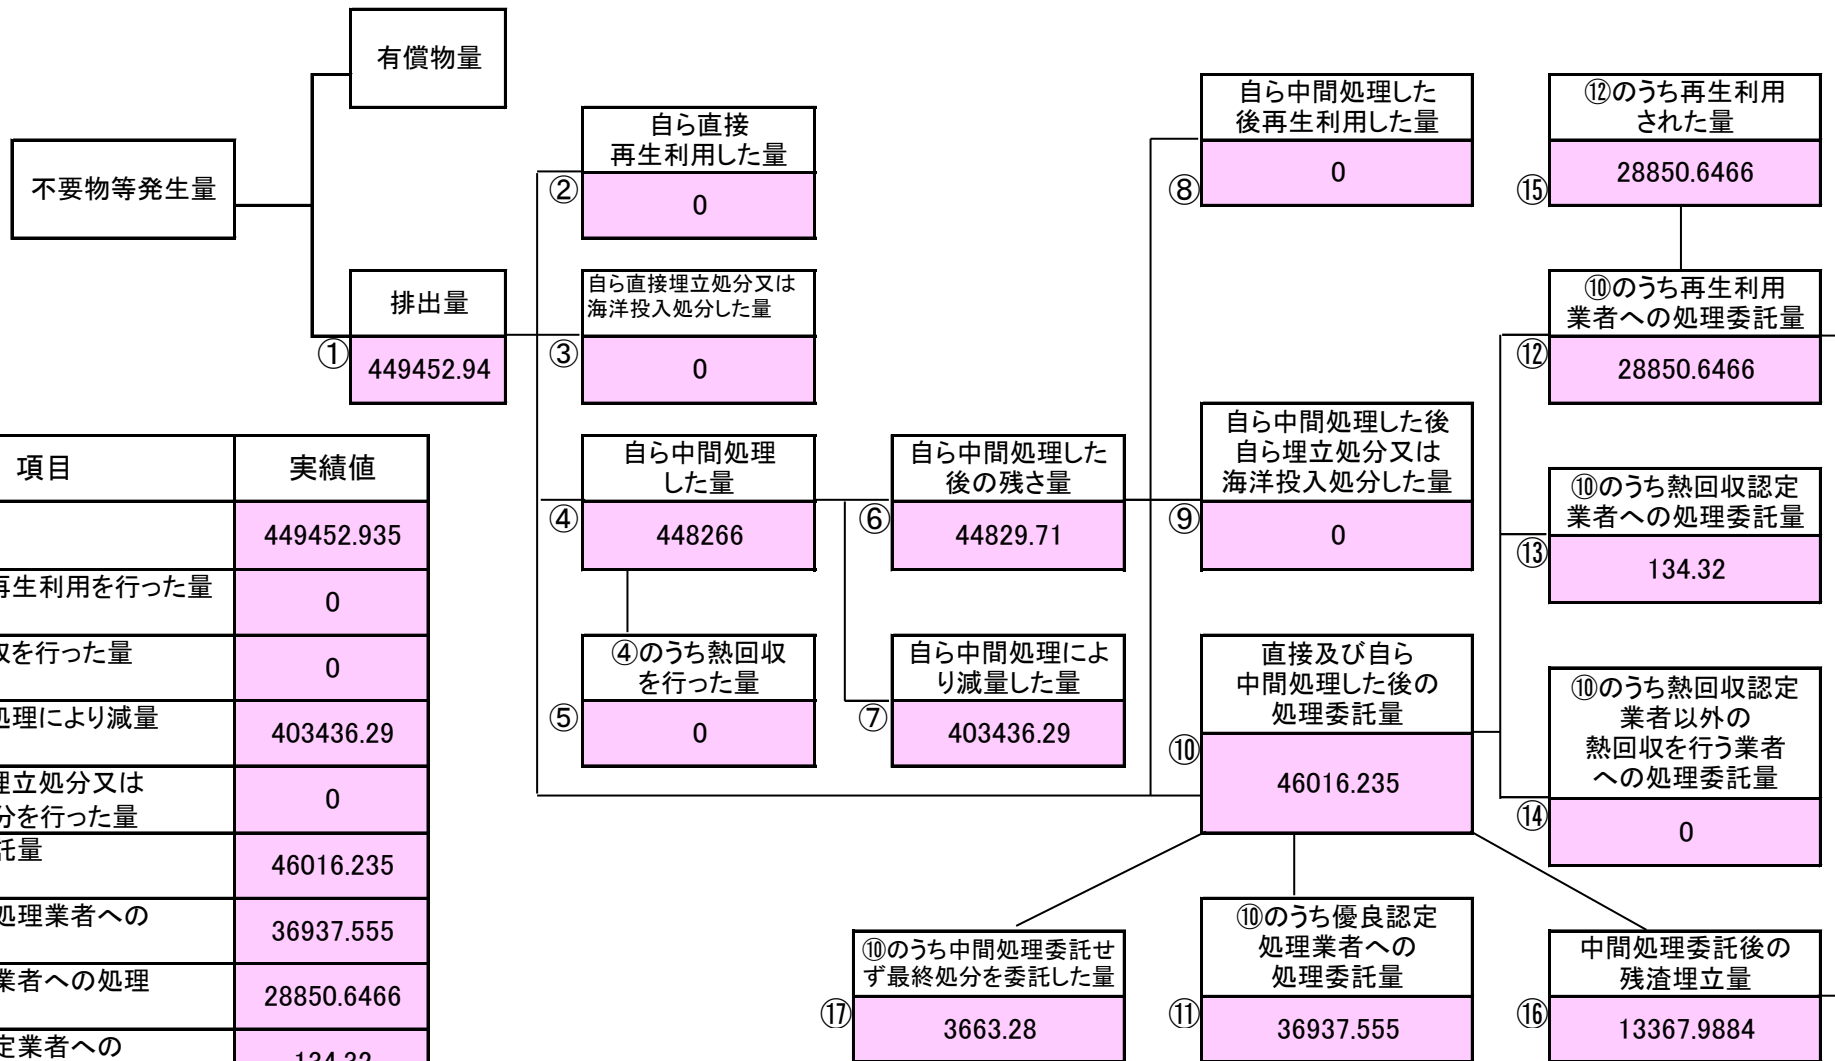 有償物量
不要物等発生量
排出量
①
449452.94
自ら直接
再生利用した量
②
0
自ら直接埋立処分又は
海洋投入処分した量
③
0
自ら中間処理
した量
④
448266
④のうち熱回収
を行った量
⑤
0
自ら中間処理した
後の残さ量
⑥
44829.71
自ら中間処理によ
り減量した量
⑦
403436.29
自ら中間処理した
後再生利用した量
⑧
0
自ら中間処理した後
自ら埋立処分又は
海洋投入処分した量
⑨
0
直接及び自ら
中間処理した後の
処理委託量
⑩
46016.235
⑫のうち再生利用
された量
⑮
28850.6466
⑩のうち再生利用
業者への処理委託量
⑫
28850.6466
⑩のうち熱回収認定
業者への処理委託量
⑬
134.32
⑩のうち熱回収認定
業者以外の
熱回収を行う業者
への処理委託量
⑭
0
⑩のうち中間処理委託せ
ず最終処分を委託した量
⑰
3663.28
⑩のうち優良認定
処理業者への
処理委託量
⑪
36937.555
中間処理委託後の
残渣埋立量
⑯
13367.9884
項目 実績値
449452.935
再生利用を行った量
0
を行った量
0
処理により減量
403436.29
埋立処分又は
分を行った量
0
託量
46016.235
処理業者への
36937.555
業者への処理
28850.6466
定業者への
134.32